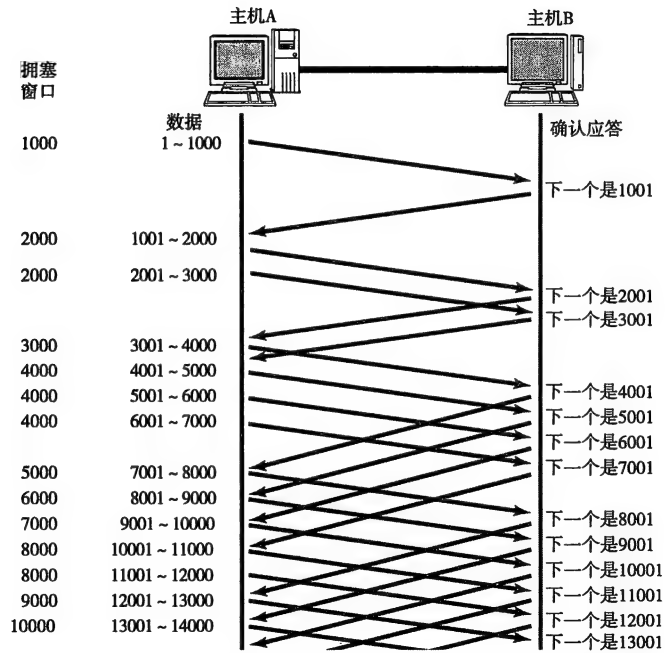 主机A
主机B
拥塞
窗口
数据
确认应答
1000
1~1000
下一个是1001
2000
1001~2000
2000
2001~3000
下一个是2001
下一个是3001
3000
3001~4000
4000
4001~5000
下一个是4001
4000
5001~6000
下一个是5001
4000
6001~7000
下一个是6001
下一个是7001
5000
7001~8000
6000
8001~9000
下一个是8001
7000
9001~10000
下一个是9001
8000
10001~11000
下一个是10001
8000
11001~12000
下一个是11001
9000
12001~13000
下一个是12001
10000
13001~14000
下一个是13001